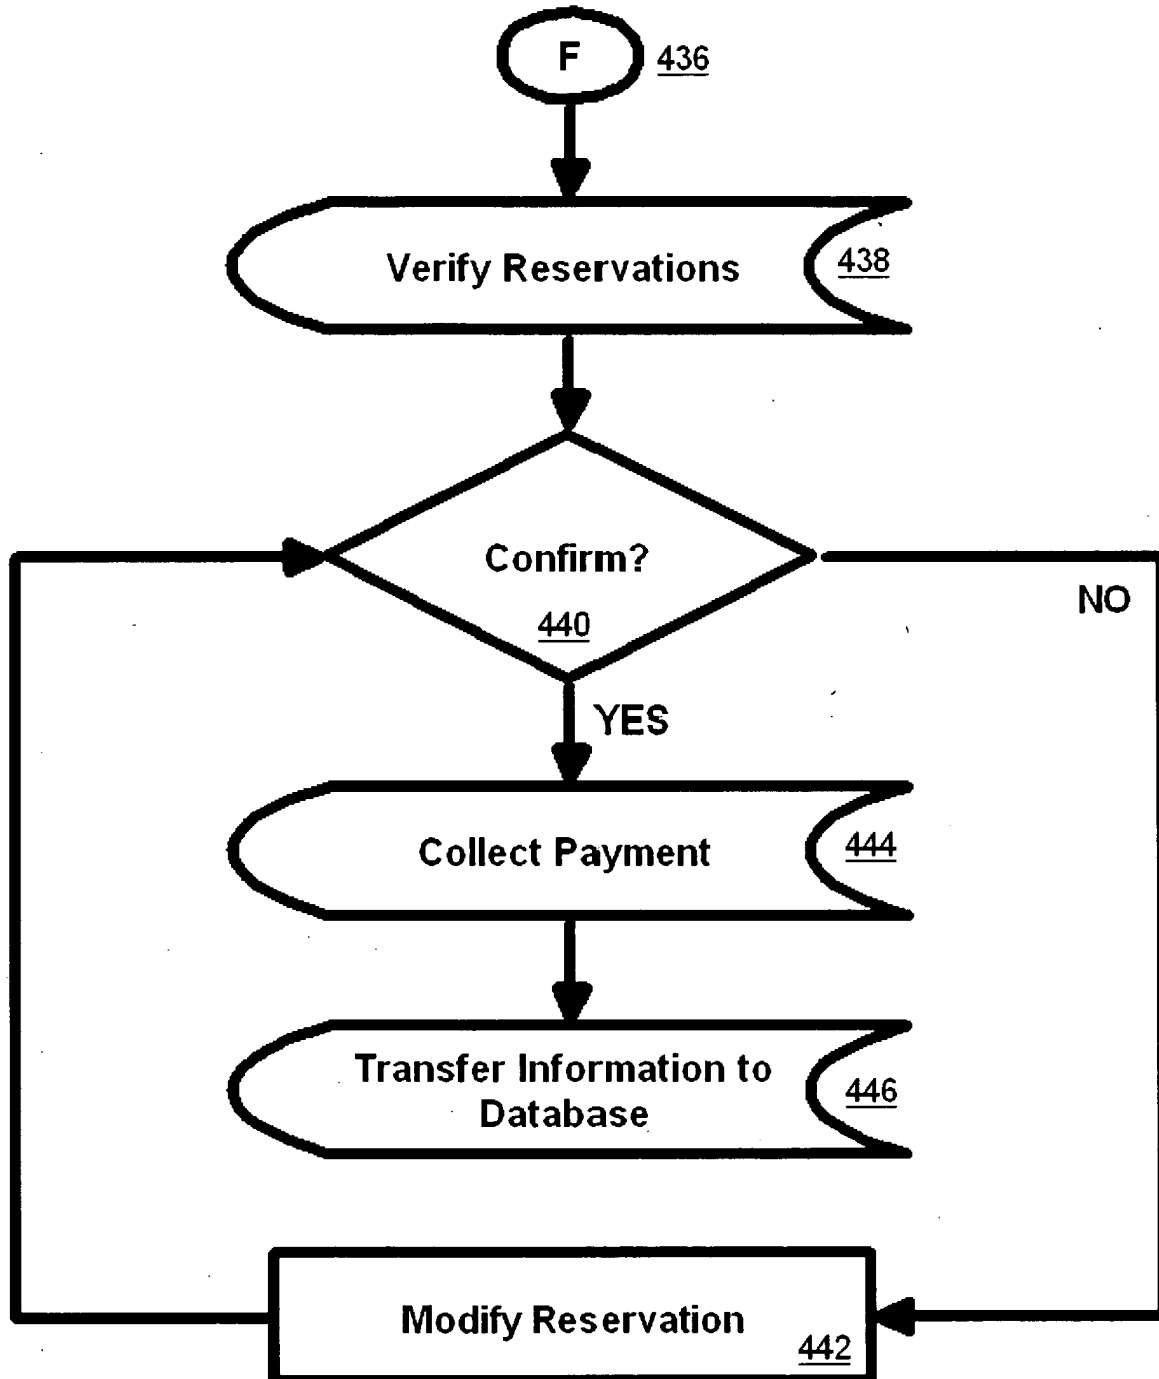 F
436
Verify Reservations
438
Confirm?
440
NO
YES
Collect Payment
444
Transfer Information to
Database
446
Modify Reservation
442